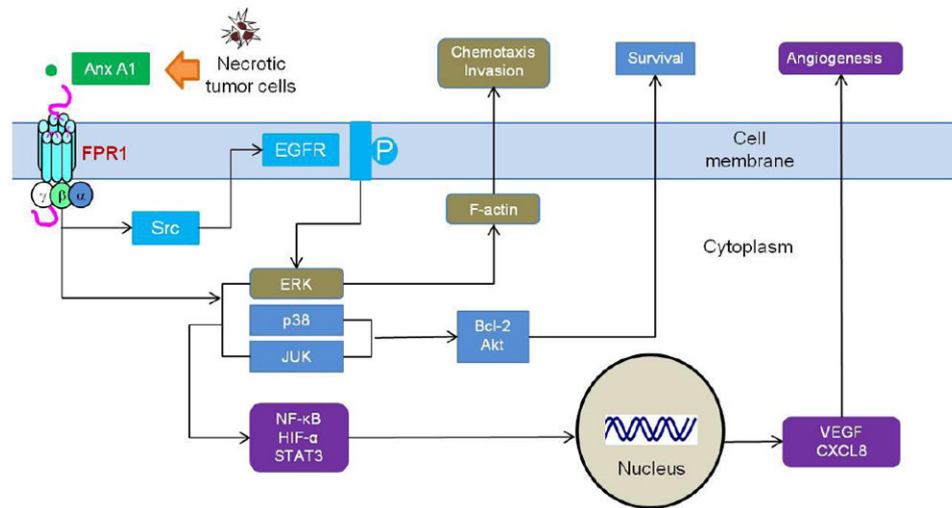 Anx A1
Necrotic
tumor cells
Chemotaxis
Invasion
Survival
Angiogenesis
FPR1
EGFR
P
Cell
membrane
γ
β
α
Src
F-actin
Cytoplasm
ERK
p38
JUK
Bcl-2
Akt
NF-κB
HIF-α
STAT3
Nucleus
VEGF
CXCL8